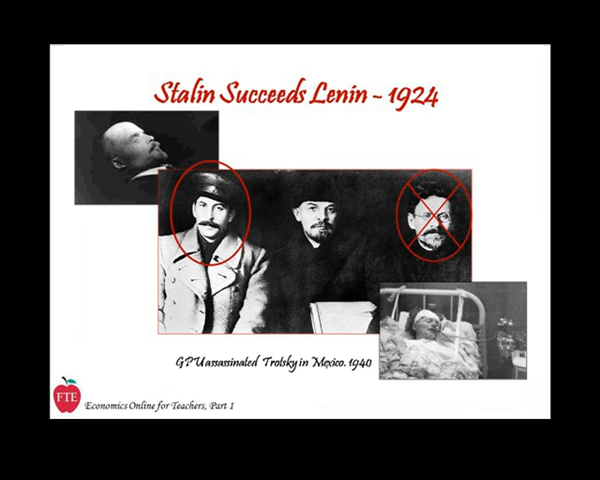 Stalin Succeeds Lenin - 1924
GPU assassinated Trotsky in Mexico. 1940
FTE
Economics Online for Teachers, Part 1